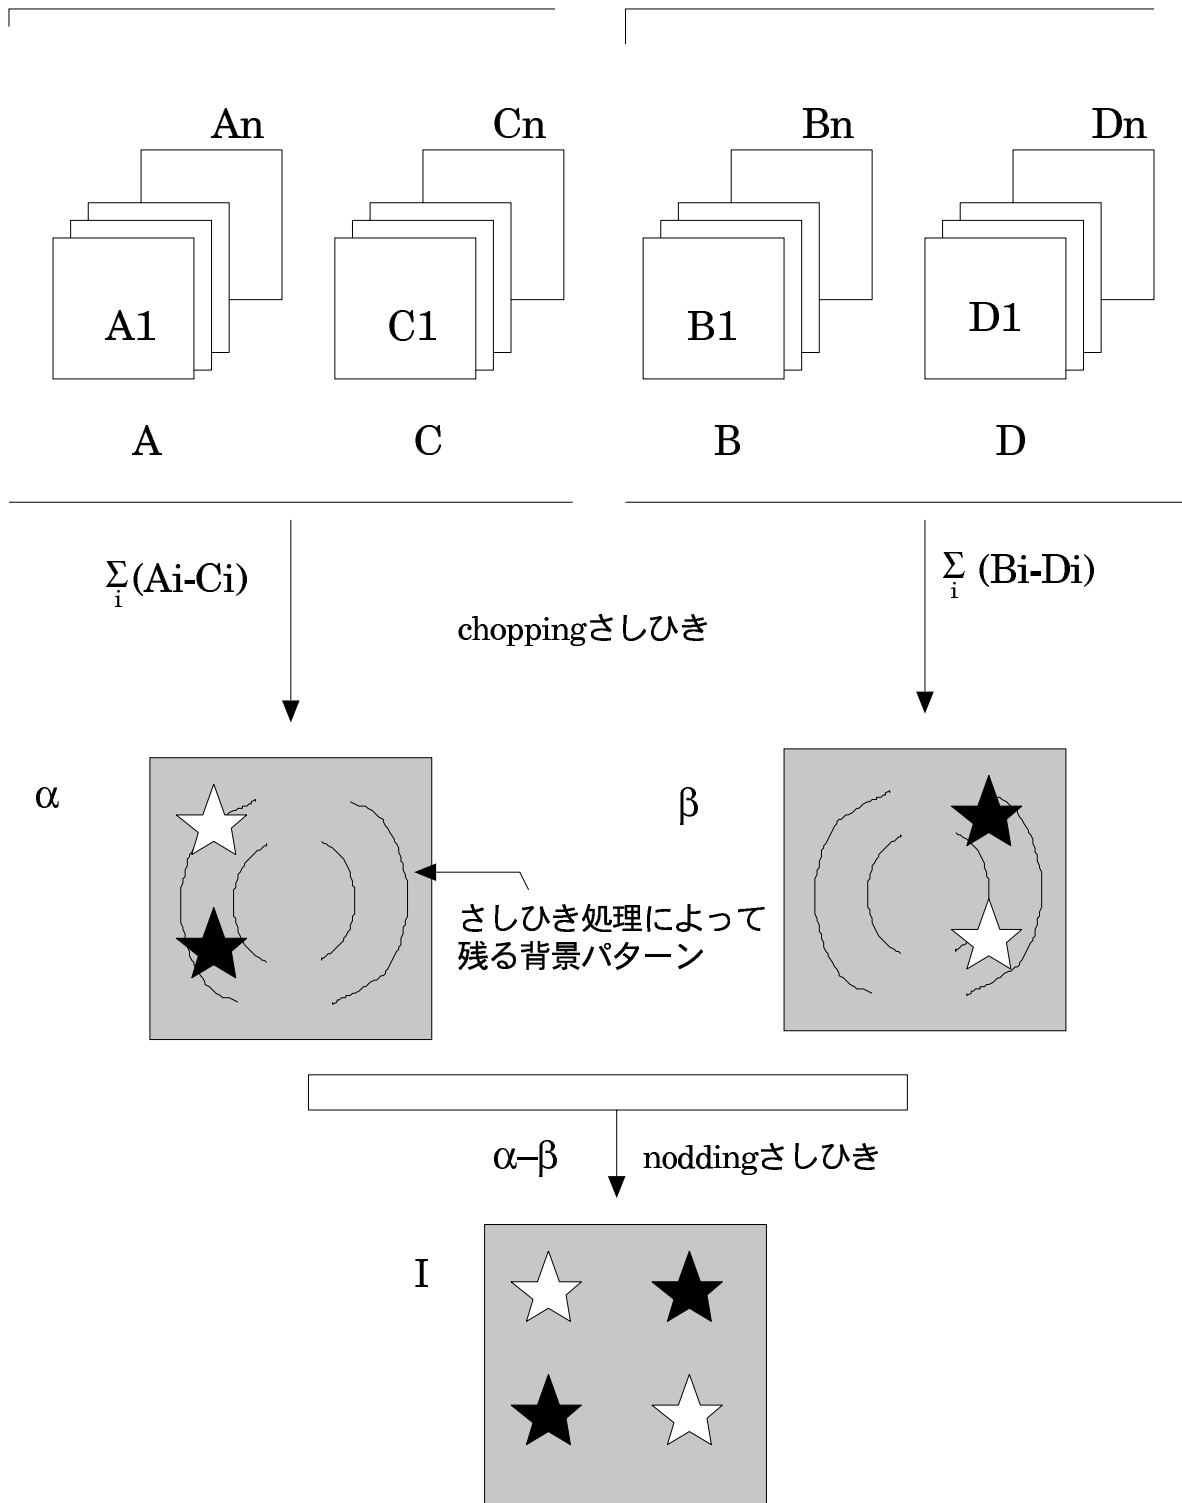 An
Cn
Bn
Dn
A1
C1
B1
D1
A
C
B
D
Σ(Ai-Ci)
i
Σ (Bi-Di)
i
choppingさしひき
α
β
さしひき処理によって
残る背景パターン
α–β
noddingさしひき
I